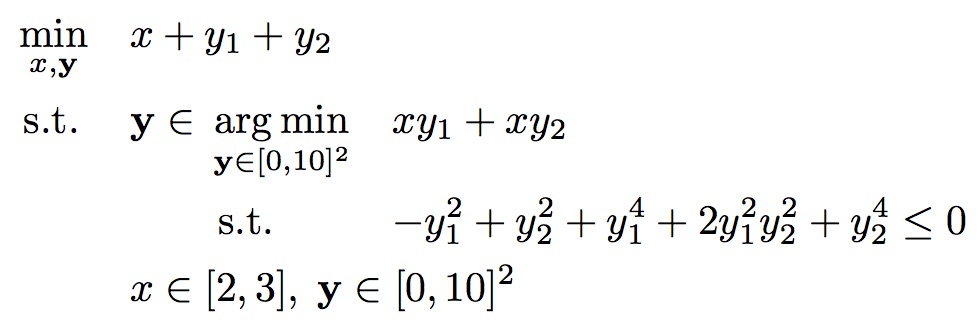 min x + y₁ + y₂
x,y
s.t. y ∈ arg min xy₁ + xy₂
y∈[0,10]²
s.t. −y₁² + y₂² + y₁⁴ + 2y₁²y₂² + y₂⁴ ≤ 0
x ∈ [2, 3], y ∈ [0, 10]²